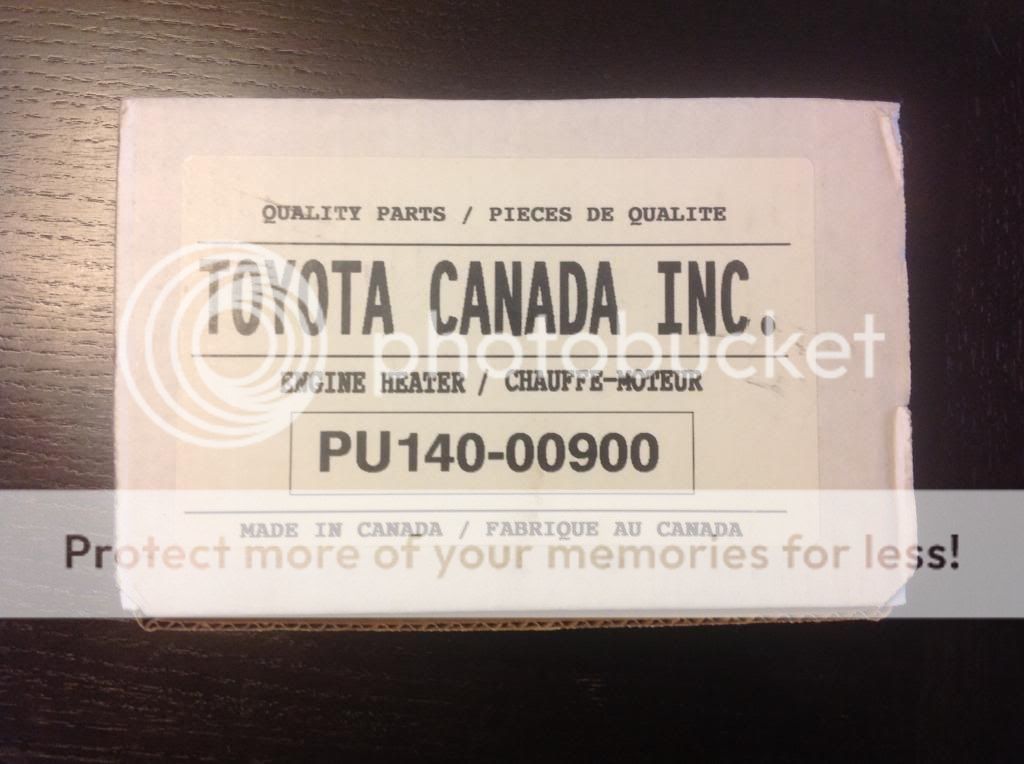 QUALITY PARTS / PIECES DE QUALITE
TOYOTA CANADA INC.
photobucket
ENGINE HEATER / CHAUFFE-MOTEUR
PU140-00900
MADE IN CANADA / FABRIQUE AU CANADA
Protect more of your memories for less!